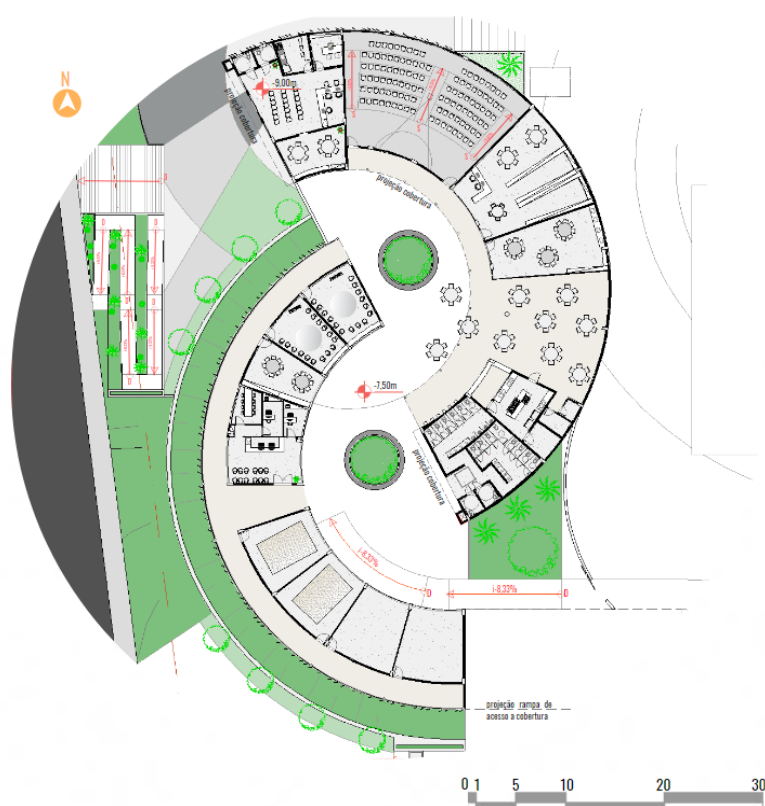 N
-9.00m
projeção cobertura
projeção cobertura
-7,50m
projeção cobertura
i-8,33%
D
i-8,33%
D
projeção rampa de
acesso a cobertura
0 1 5 10 20 30